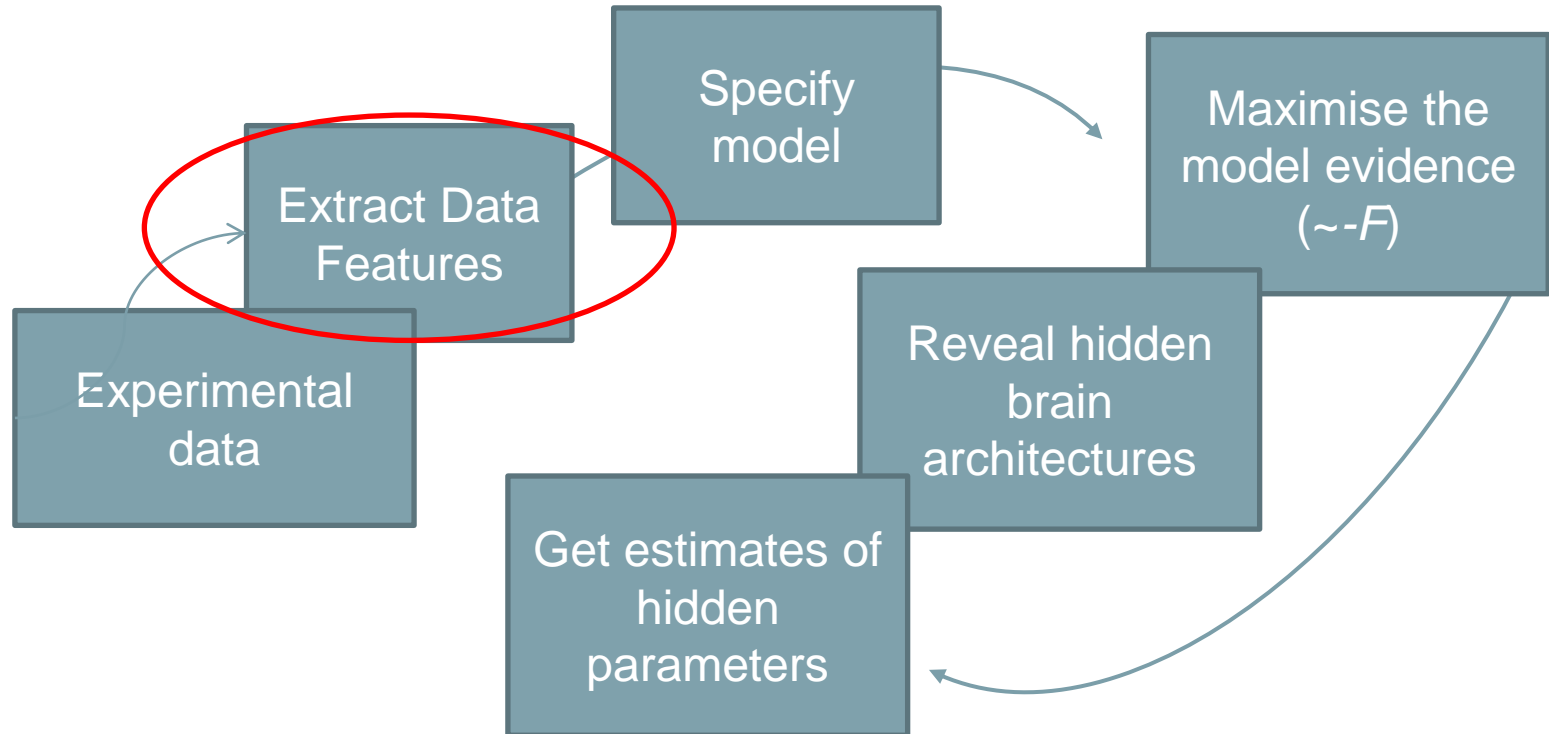 Experimental
data
Extract Data
Features
Specify
model
Maximise the
model evidence
(~-F)
Reveal hidden
brain
architectures
Get estimates of
hidden
parameters